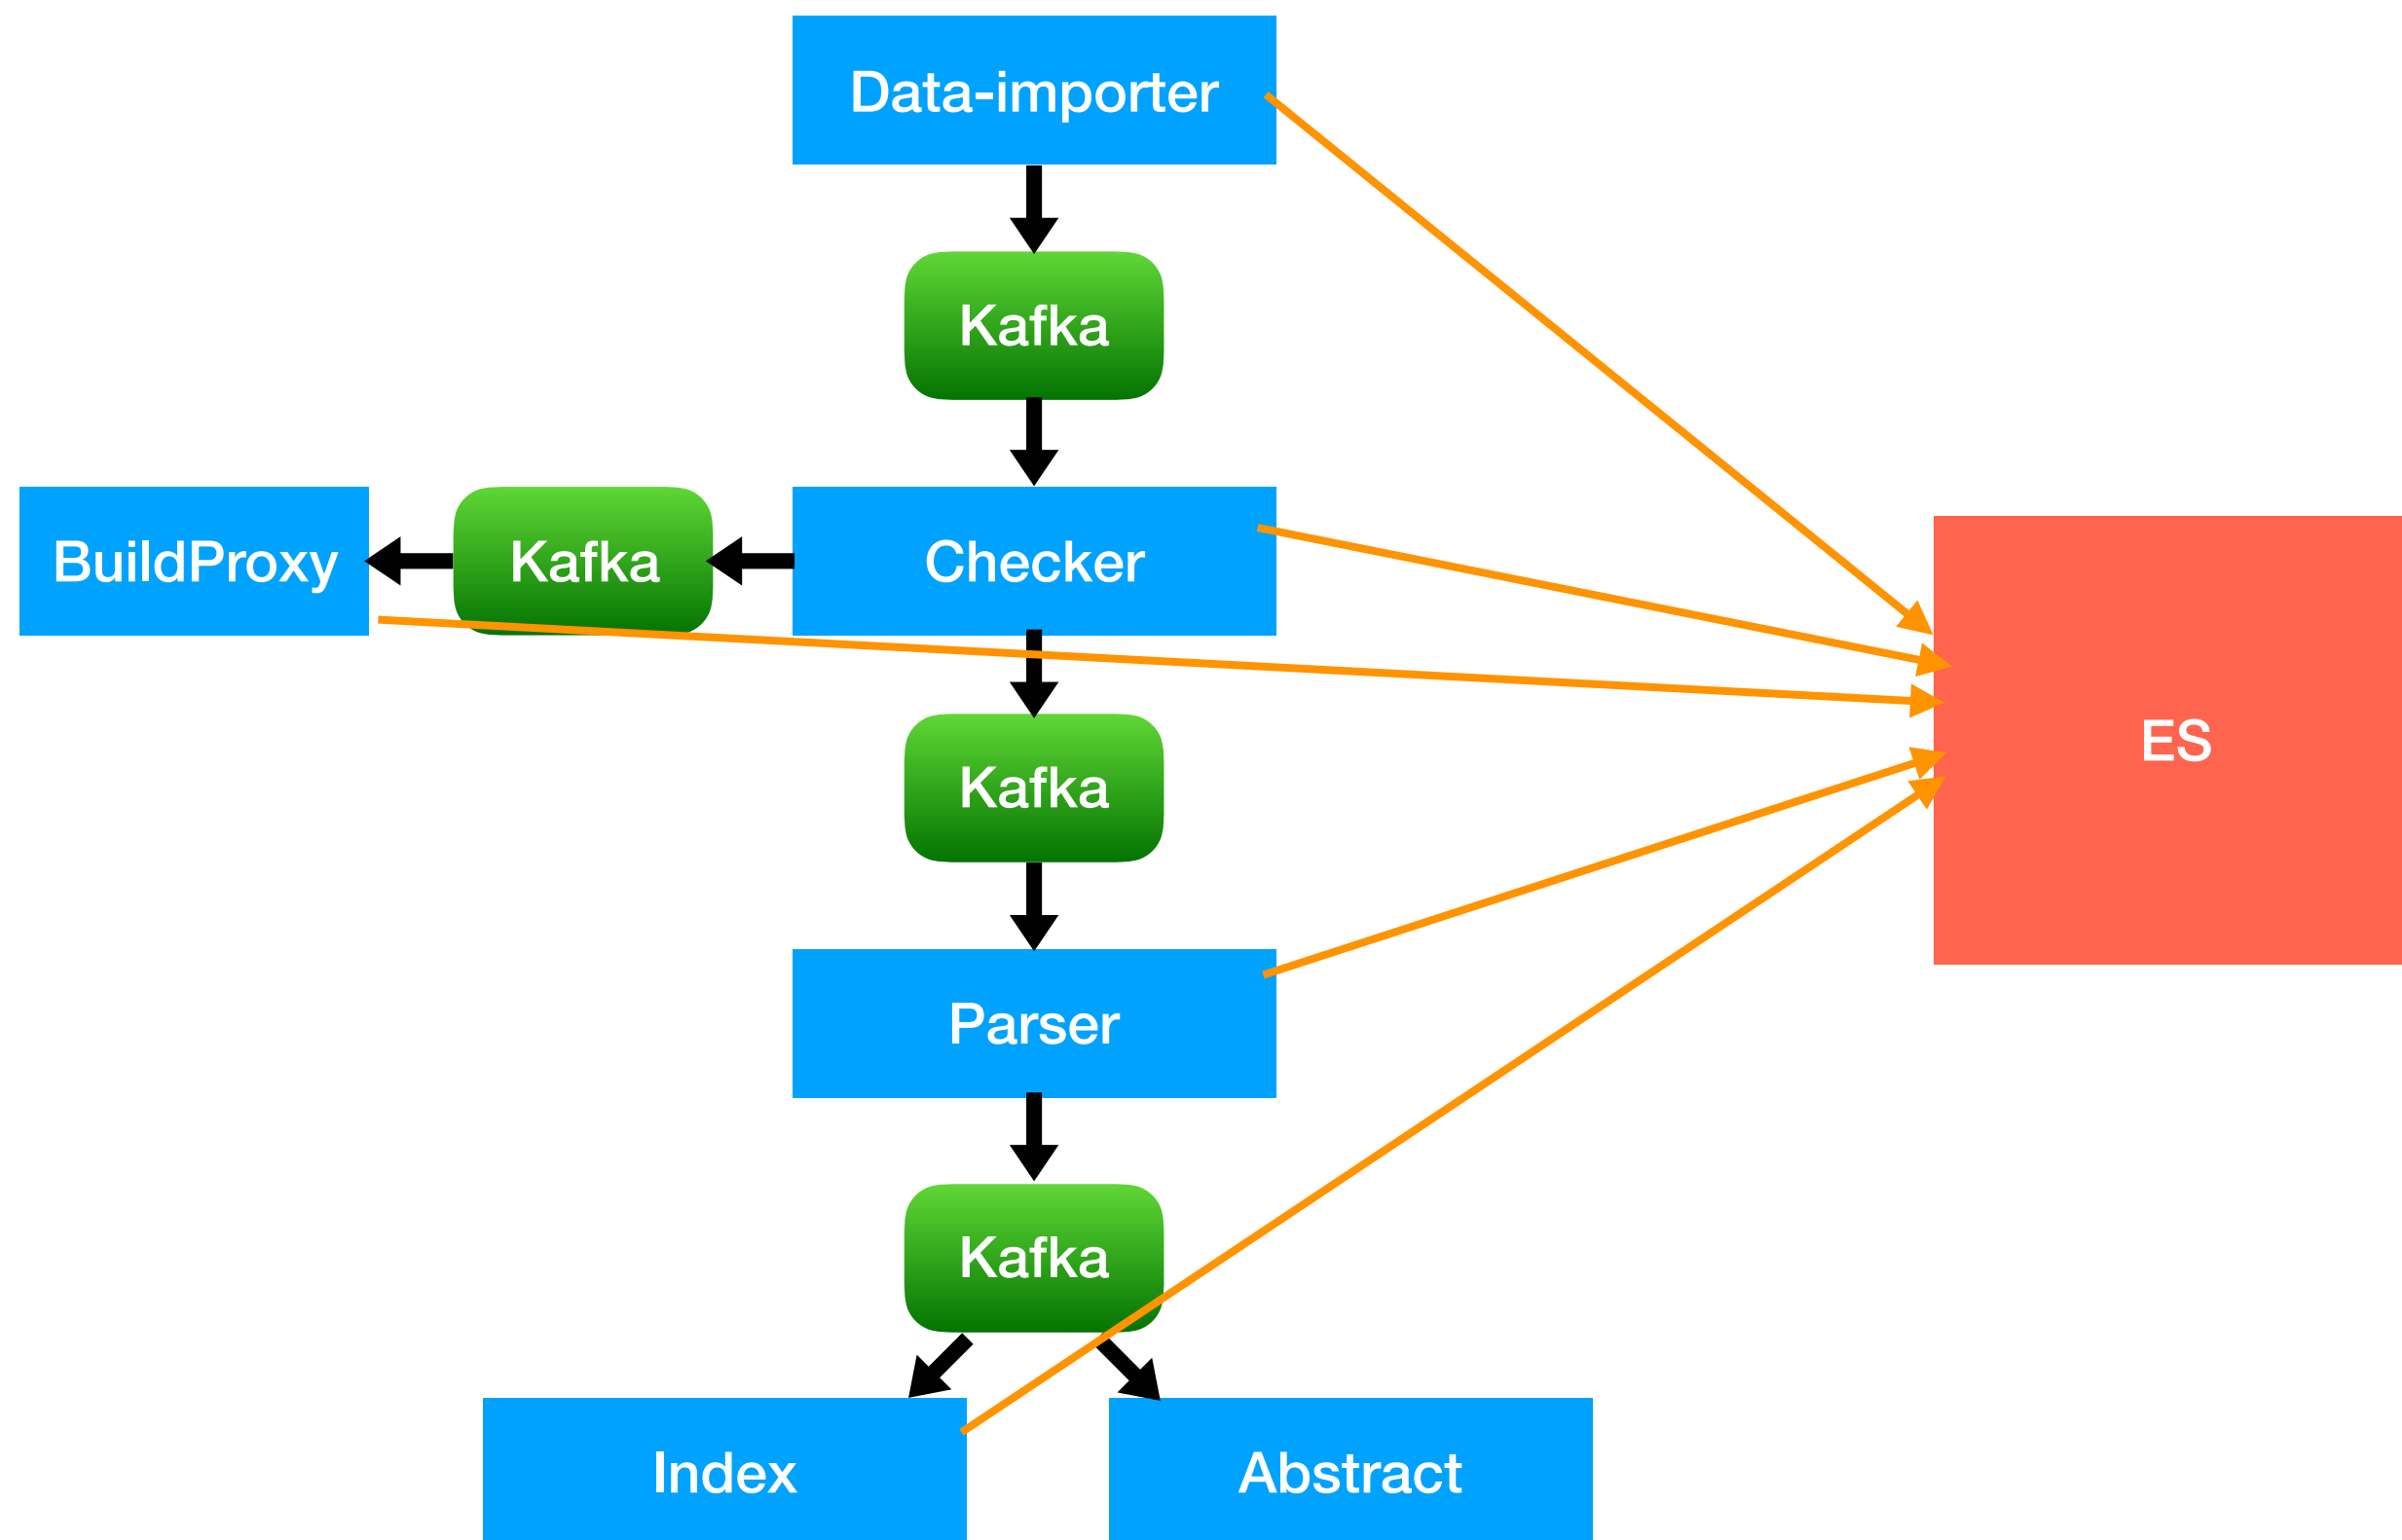 Data-importer
Kafka
BuildProxy
Kafka
Checker
ES
Kafka
Parser
Kafka
Index
Abstract